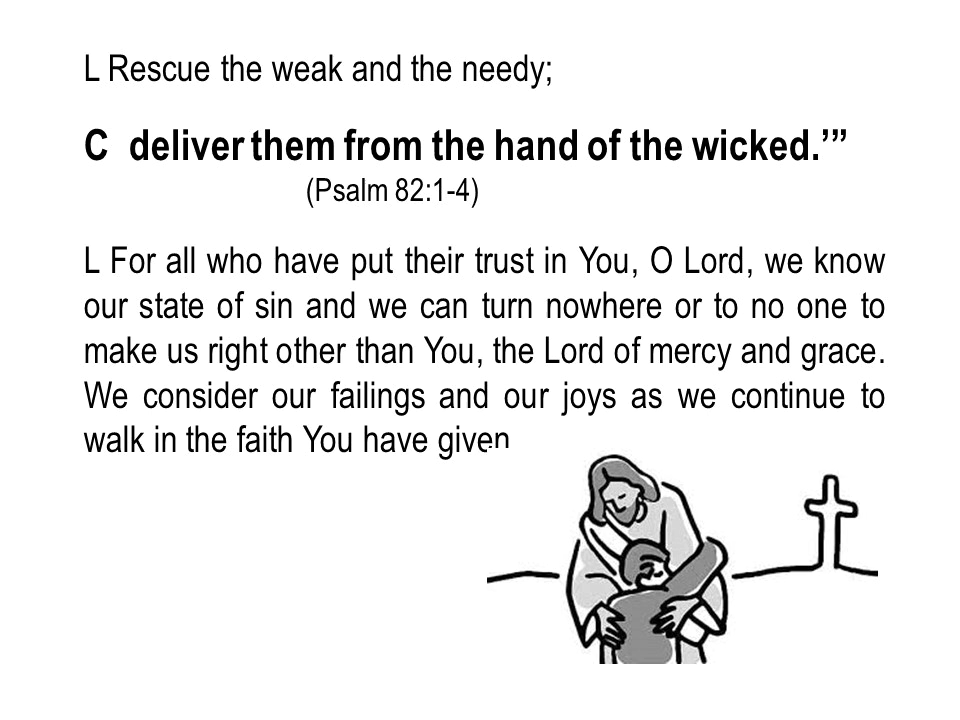 L Rescue the weak and the needy;
C deliver them from the hand of the wicked.’”
(Psalm 82:1-4)
L For all who have put their trust in You, O Lord, we know
our state of sin and we can turn nowhere or to no one to
make us right other than You, the Lord of mercy and grace.
We consider our failings and our joys as we continue to
walk in the faith You have given